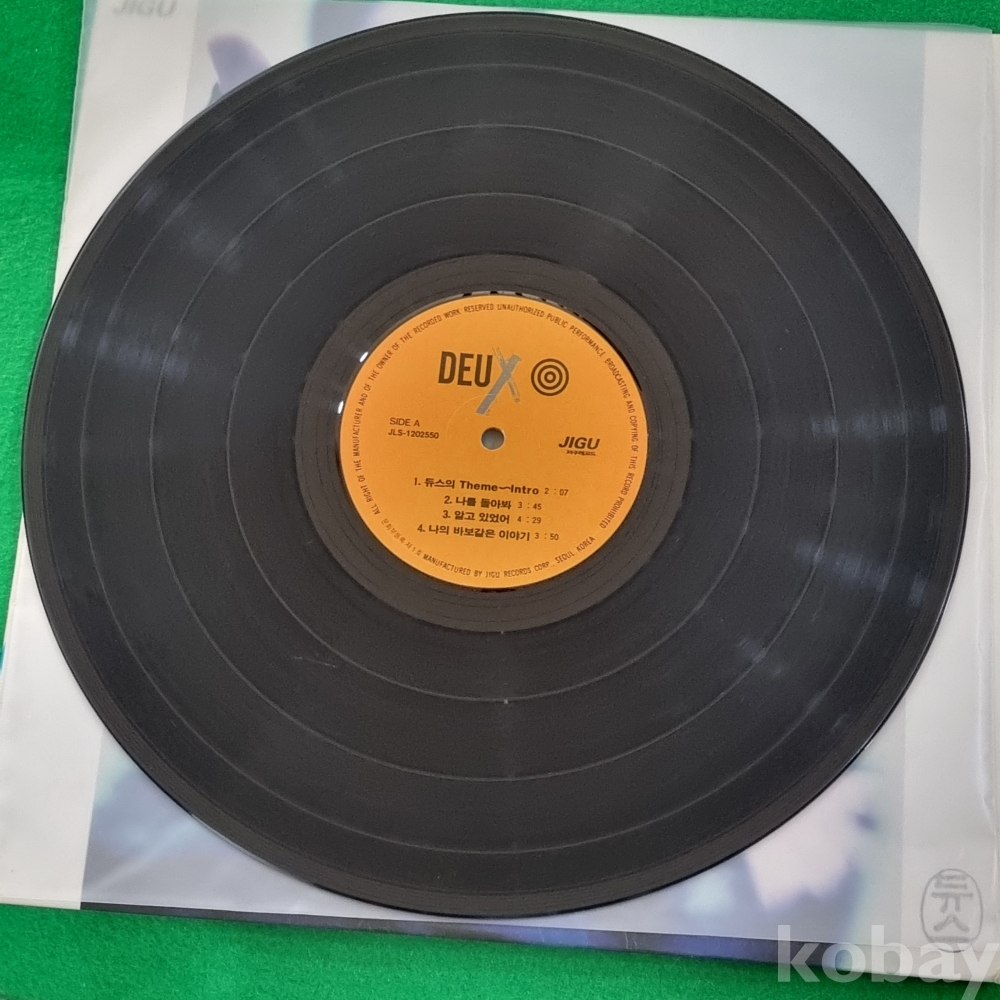 JIGU
DEUX
SIDE A
JLS-1202550
JIGU
1. 듀스의 Theme~Intro 2:07
2. 나를 돌아봐 3:45
3. 알고 있었어 4:29
4. 나의 바보같은 이야기 3:50
ALL RIGHT OF THE MANUFACTURER AND OF THE OWNER OF THE RECORDED WORK RESERVED UNAUTHORIZED PUBLIC PERFORMANCE BROADCASTING AND COPYING OF THIS RECORD PROHIBITED
MANUFACTURED BY JIGU RECORDS CORP. SEOUL KOREA
듀스
kobay